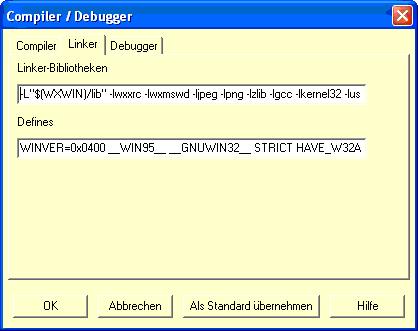 Compiler / Debugger
Compiler Linker Debugger
Linker-Bibliotheken
-L"$(WXWIN)/lib" -lwxxrc -lwxmswd -ljpeg -lpng -lzlib -lgcc -lkernel32 -lus
Defines
WINVER=0x0400 __WIN95__ __GNUWIN32__ STRICT HAVE_W32A
OK Abbrechen Als Standard übernehmen Hilfe